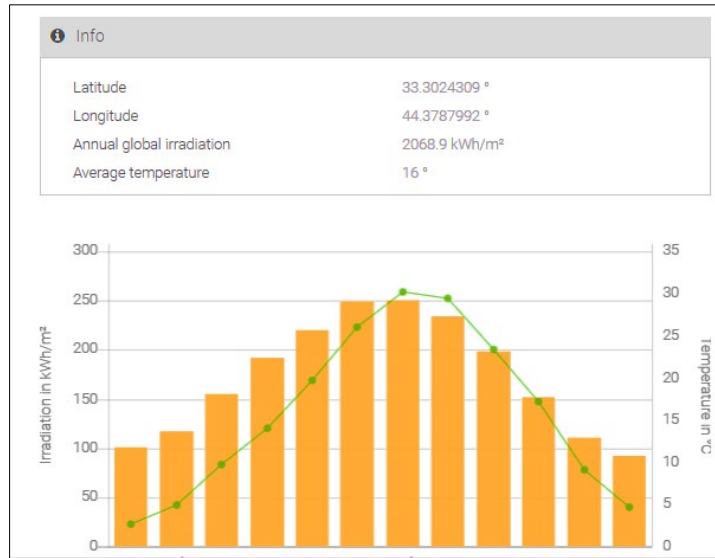 Info
Latitude 33.3024309 °
Longitude 44.3787992 °
Annual global irradiation 2068.9 kWh/m²
Average temperature 16 °
300
250
200
150
100
50
0
Irradiation in kWh/m²
35
30
25
20
15
10
5
0
Temperature in °C